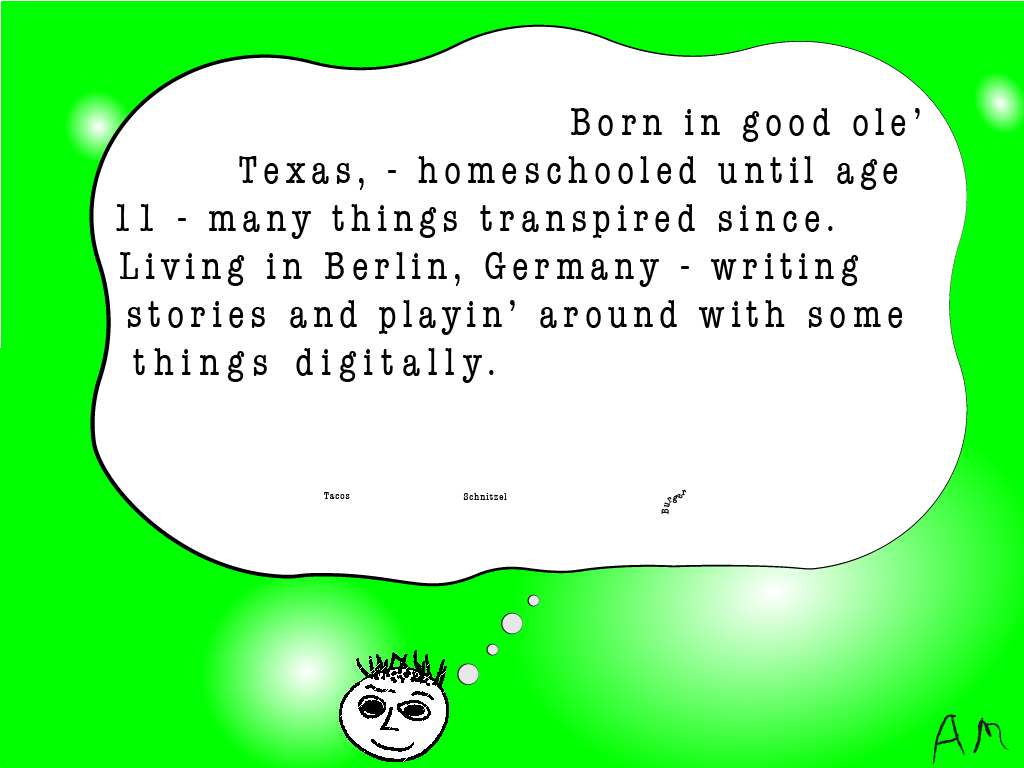 Born in good ole’
Texas, - homeschooled until age
11 - many things transpired since.
Living in Berlin, Germany - writing
stories and playin’ around with some
things digitally.
Tacos Schnitzel Burger
AM